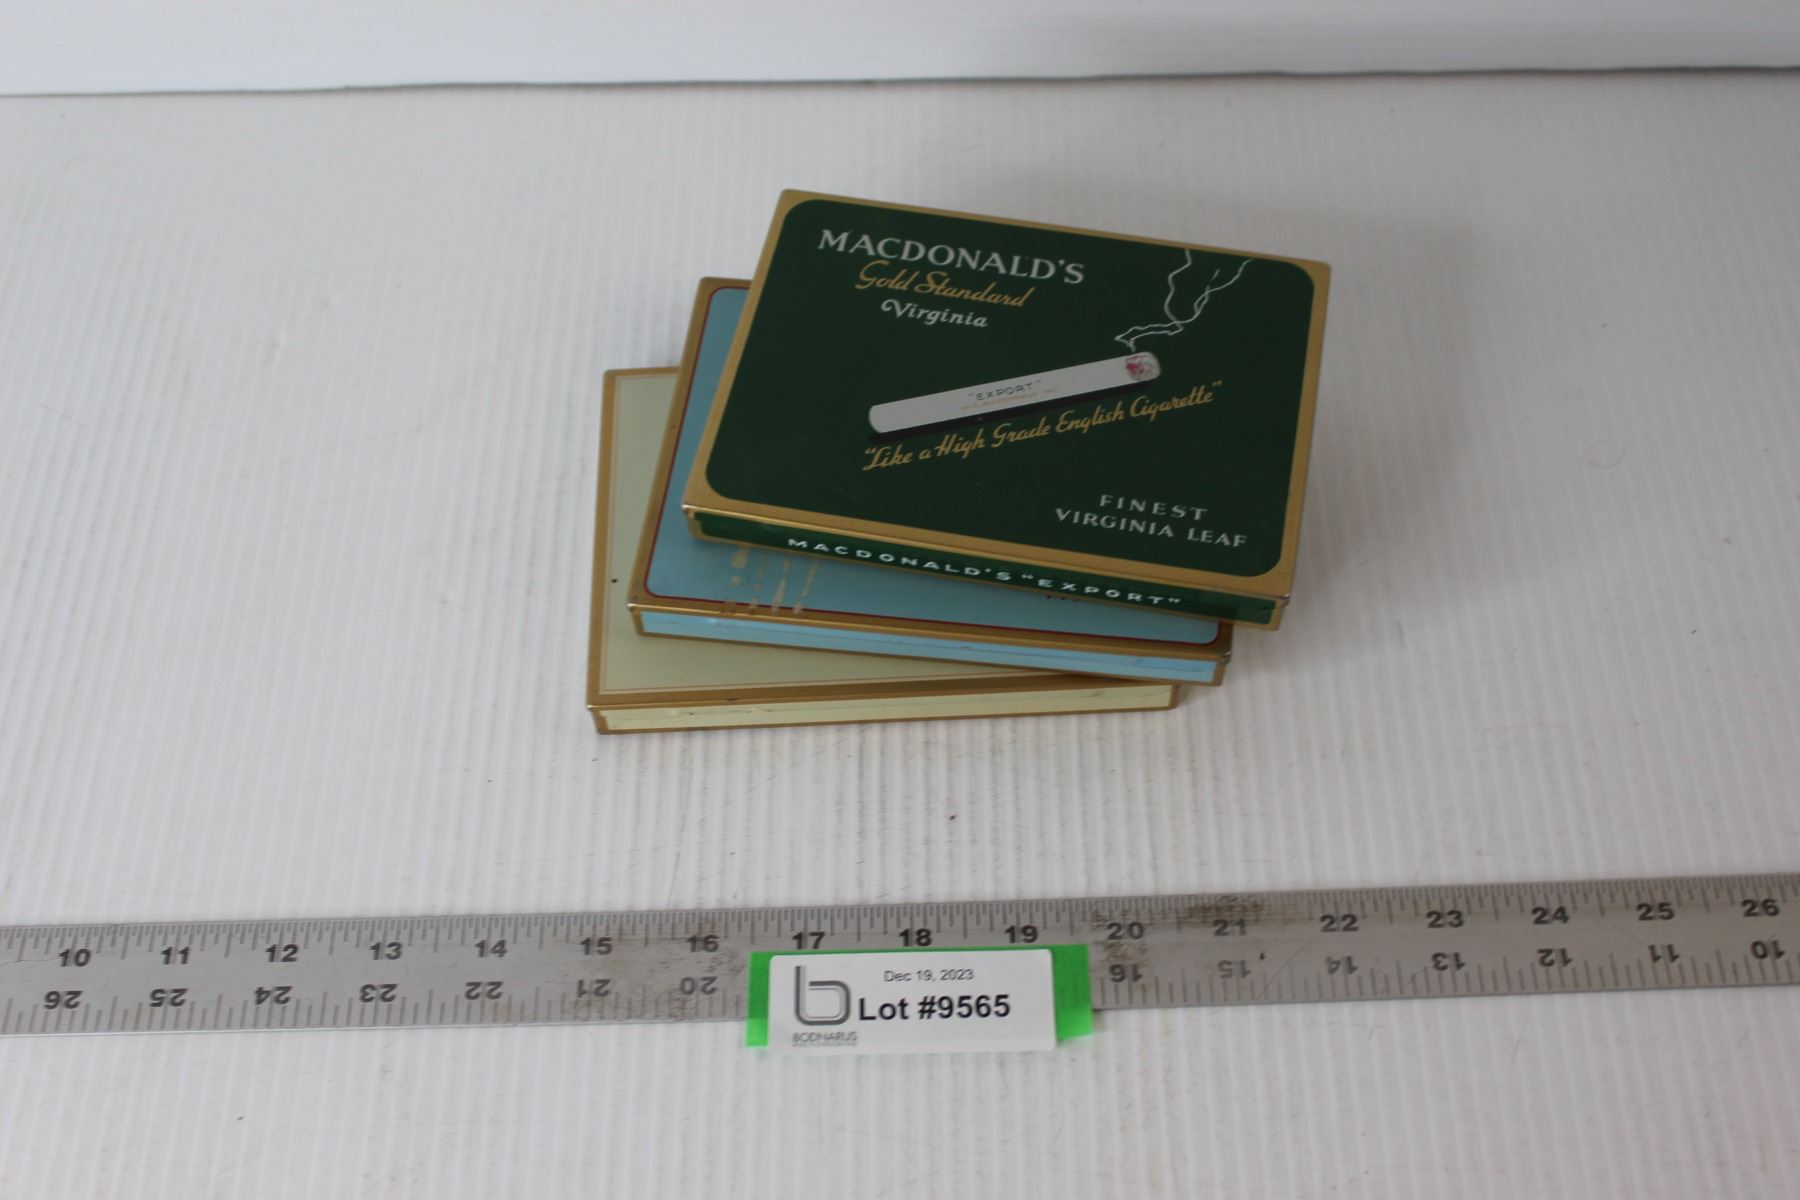 MACDONALD'S
Gold Standard
Virginia
"EXPORT"
"Like a High Grade English Cigarette"
FINEST
VIRGINIA LEAF
MACDONALD'S "EXPORT"
10 11 12 13 14 15 16 17 18 19 20 21 22 23 24 25 26
26 25 24 23 22 21 20 16 15 14 13 12 11 10
Dec 19, 2023
Lot #9565
BODNARUS